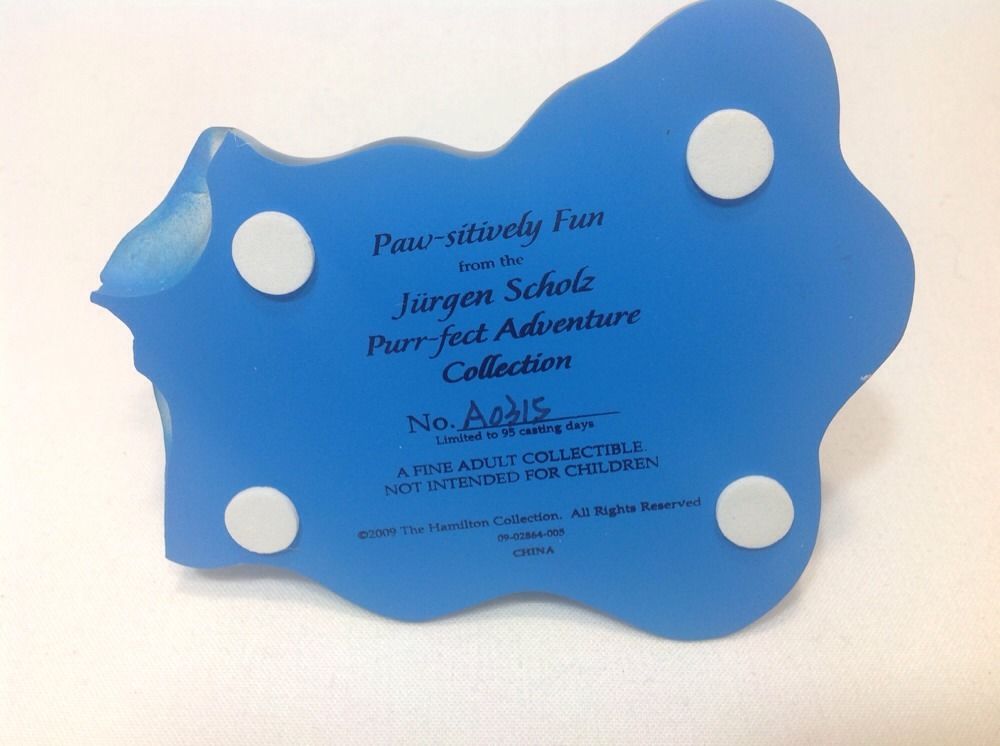 Paw-sitively Fun
from the
Jürgen Scholz
Purr-fect Adventure
Collection
No. A0315
Limited to 95 casting days
A FINE ADULT COLLECTIBLE.
NOT INTENDED FOR CHILDREN
©2009 The Hamilton Collection. All Rights Reserved
09-02864-005
CHINA